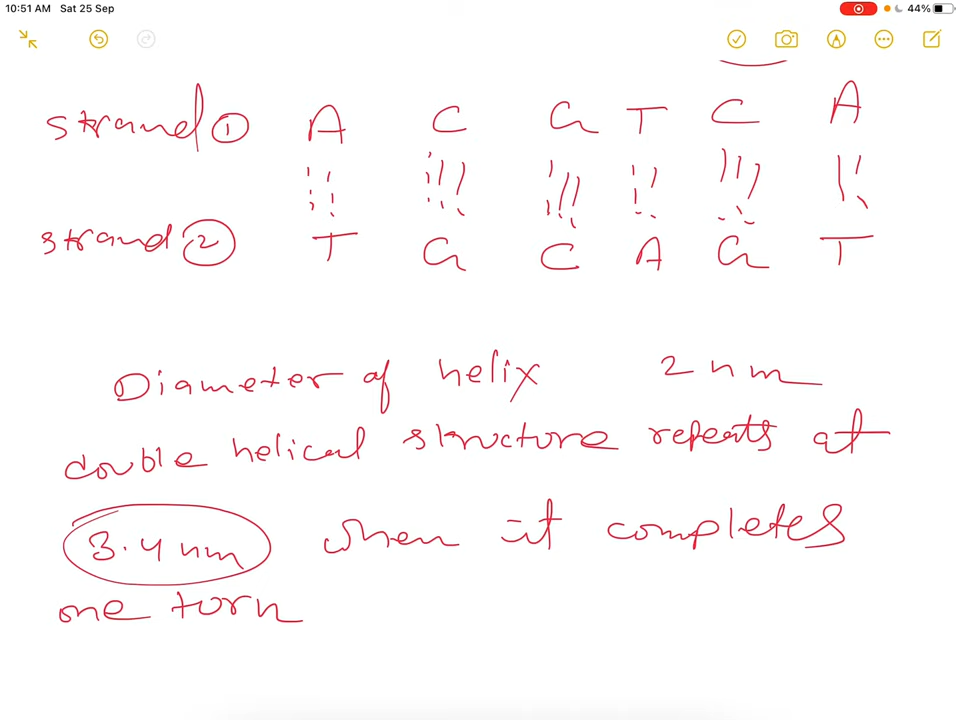 10:51 AM Sat 25 Sep 44%
strand 1 A C G T C A
strand 2 T G C A G T
Diameter of helix 2 nm
double helical structure repeats at
3.4 nm when it completes
one torn